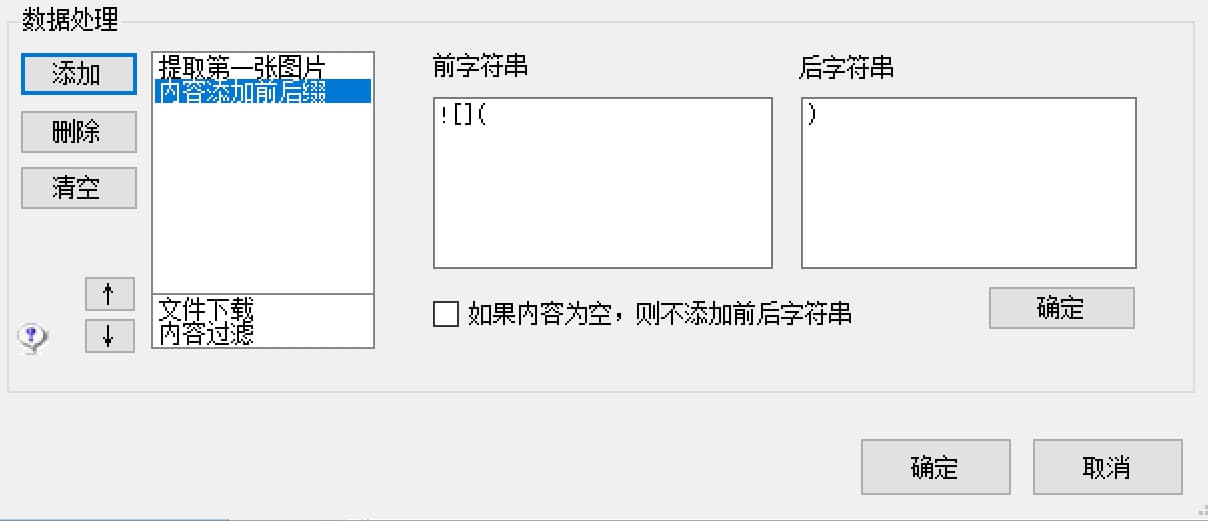 数据处理
添加
删除
清空
↑
↓
提取第一张图片
内容添加前后缀
文件下载
内容过滤
前字符串
![](
后字符串
)
如果内容为空，则不添加前后字符串
确定
确定
取消